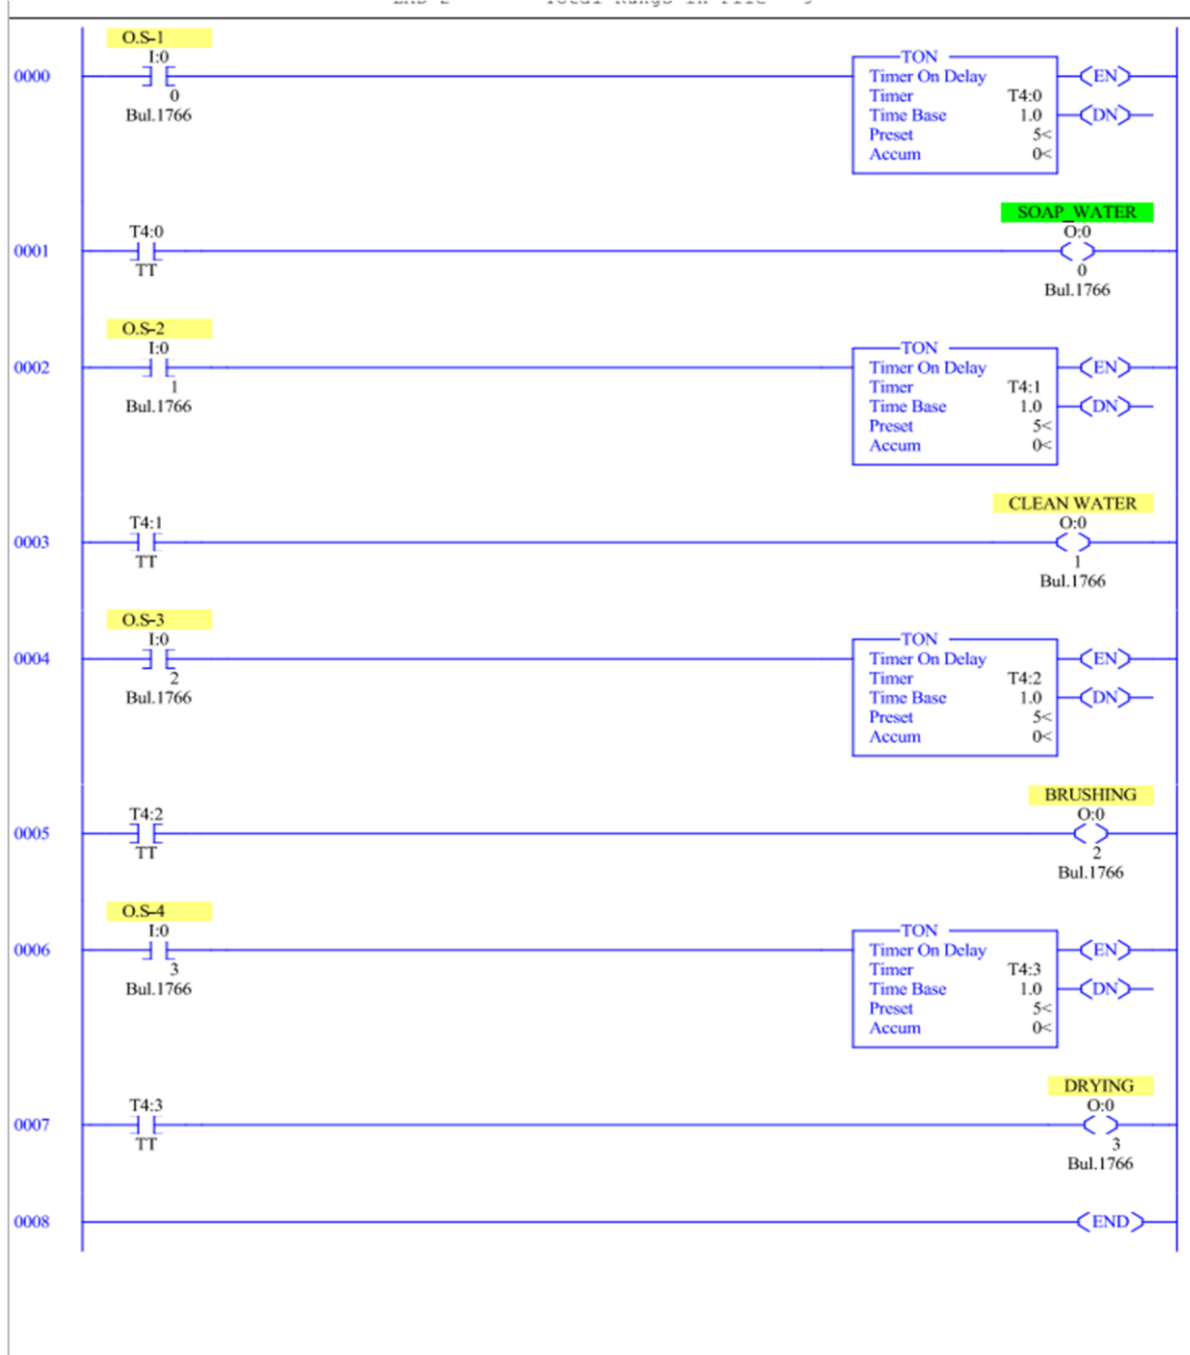 O.S-1
I:0
0000
0
Bul.1766
TON
Timer On Delay
Timer T4:0
Time Base 1.0
Preset 5<
Accum 0<
EN
DN
SOAP_WATER
T4:0 O:0
0001
TT 0
Bul.1766
O.S-2
I:0
0002
1
Bul.1766
TON
Timer On Delay
Timer T4:1
Time Base 1.0
Preset 5<
Accum 0<
EN
DN
CLEAN WATER
T4:1 O:0
0003
TT 1
Bul.1766
O.S-3
I:0
0004
2
Bul.1766
TON
Timer On Delay
Timer T4:2
Time Base 1.0
Preset 5<
Accum 0<
EN
DN
BRUSHING
T4:2 O:0
0005
TT 2
Bul.1766
O.S-4
I:0
0006
3
Bul.1766
TON
Timer On Delay
Timer T4:3
Time Base 1.0
Preset 5<
Accum 0<
EN
DN
DRYING
T4:3 O:0
0007
TT 3
Bul.1766
0008 END